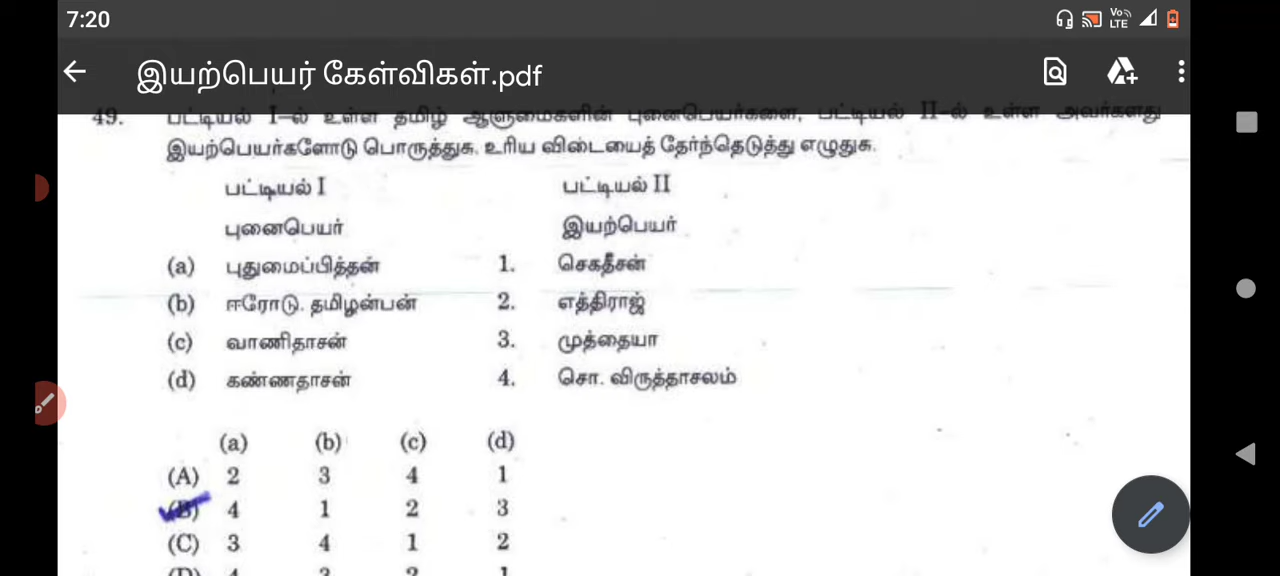 7:20
Vo
LTE
இயற்பெயர் கேள்விகள்.pdf
49. பட்டியல் I-ல் உள்ள தமிழ் ஆளுமைகளின் புனைபெயர்களை, பட்டியல் II-ல் உள்ள அவர்களது
இயற்பெயர்களோடு பொருத்துக. உரிய விடையைத் தேர்ந்தெடுத்து எழுதுக.
பட்டியல் I பட்டியல் II
புனைபெயர் இயற்பெயர்
(a) புதுமைப்பித்தன் 1. செகதீசன்
(b) ஈரோடு. தமிழன்பன் 2. எத்திராஜ்
(c) வாணிதாசன் 3. முத்தையா
(d) கண்ணதாசன் 4. சொ. விருத்தாசலம்
(a) (b) (c) (d)
(A) 2 3 4 1
(B) 4 1 2 3
(C) 3 4 1 2